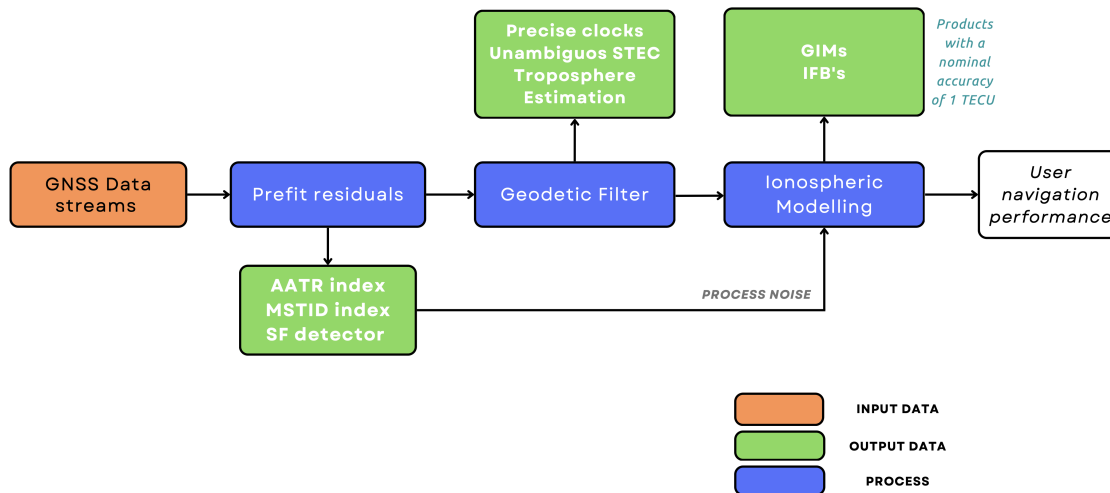 Precise clocks
Unambiguos STEC
Troposphere
Estimation
GIMs
IFB's
Products
with a
nominal
accuracy
of 1 TECU
GNSS Data
streams
Prefit residuals
Geodetic Filter
Ionospheric
Modelling
User
navigation
performance
AATR index
MSTID index
SF detector
PROCESS NOISE
INPUT DATA
OUTPUT DATA
PROCESS